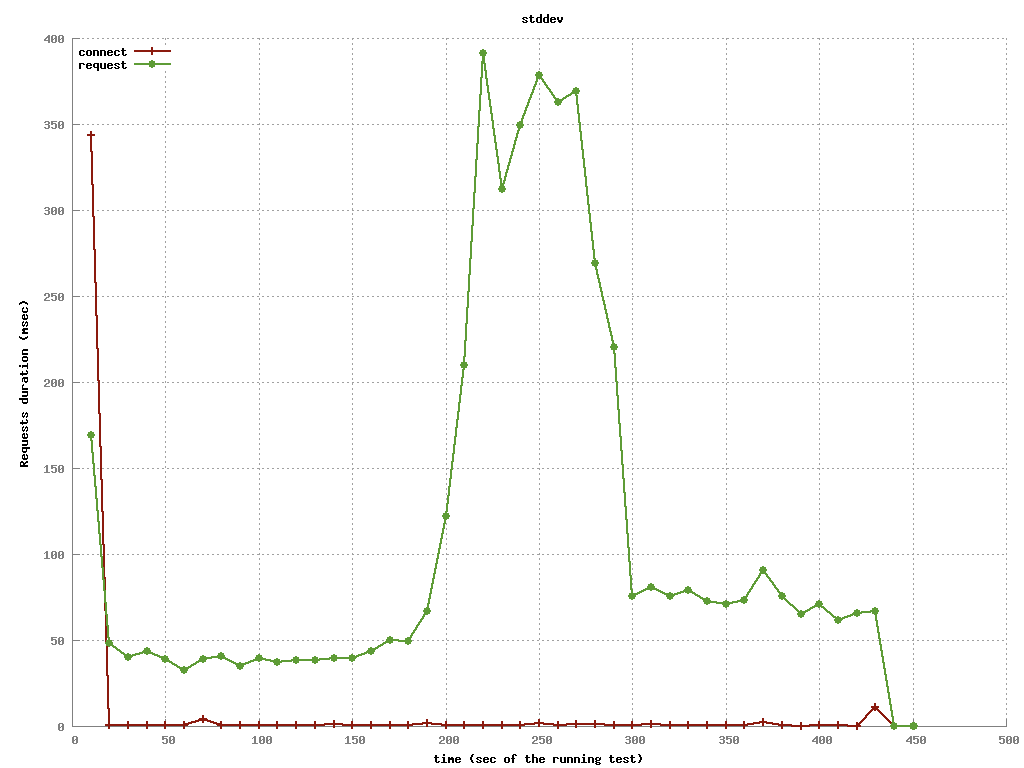 stddev
connect
request
Requests duration (msec)
400
350
300
250
200
150
100
50
0
0 50 100 150 200 250 300 350 400 450 500
time (sec of the running test)